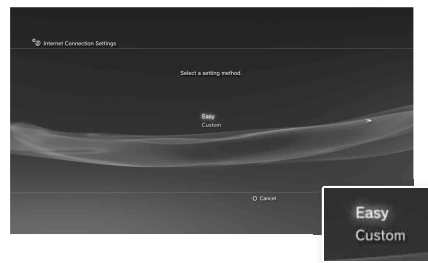 Internet Connection Settings
Select a setting method.
Easy
Custom
Cancel
Easy
Custom